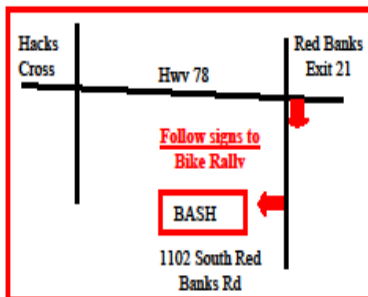 Hacks
Cross
Red Banks
Exit 21
Hwy 78
Follow signs to
Bike Rally
BASH
1102 South Red
Banks Rd